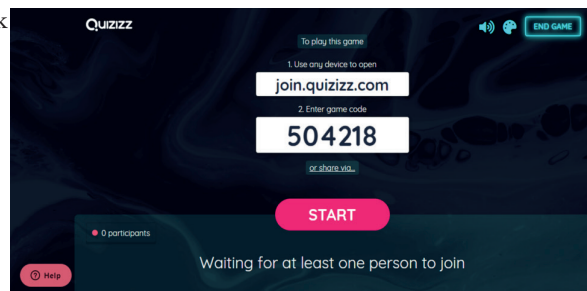 k
Quizizz
END GAME
To play this game
1. Use any device to open
join.quizizz.com
2. Enter game code
504218
or share via...
START
0 participants
Waiting for at least one person to join
Help